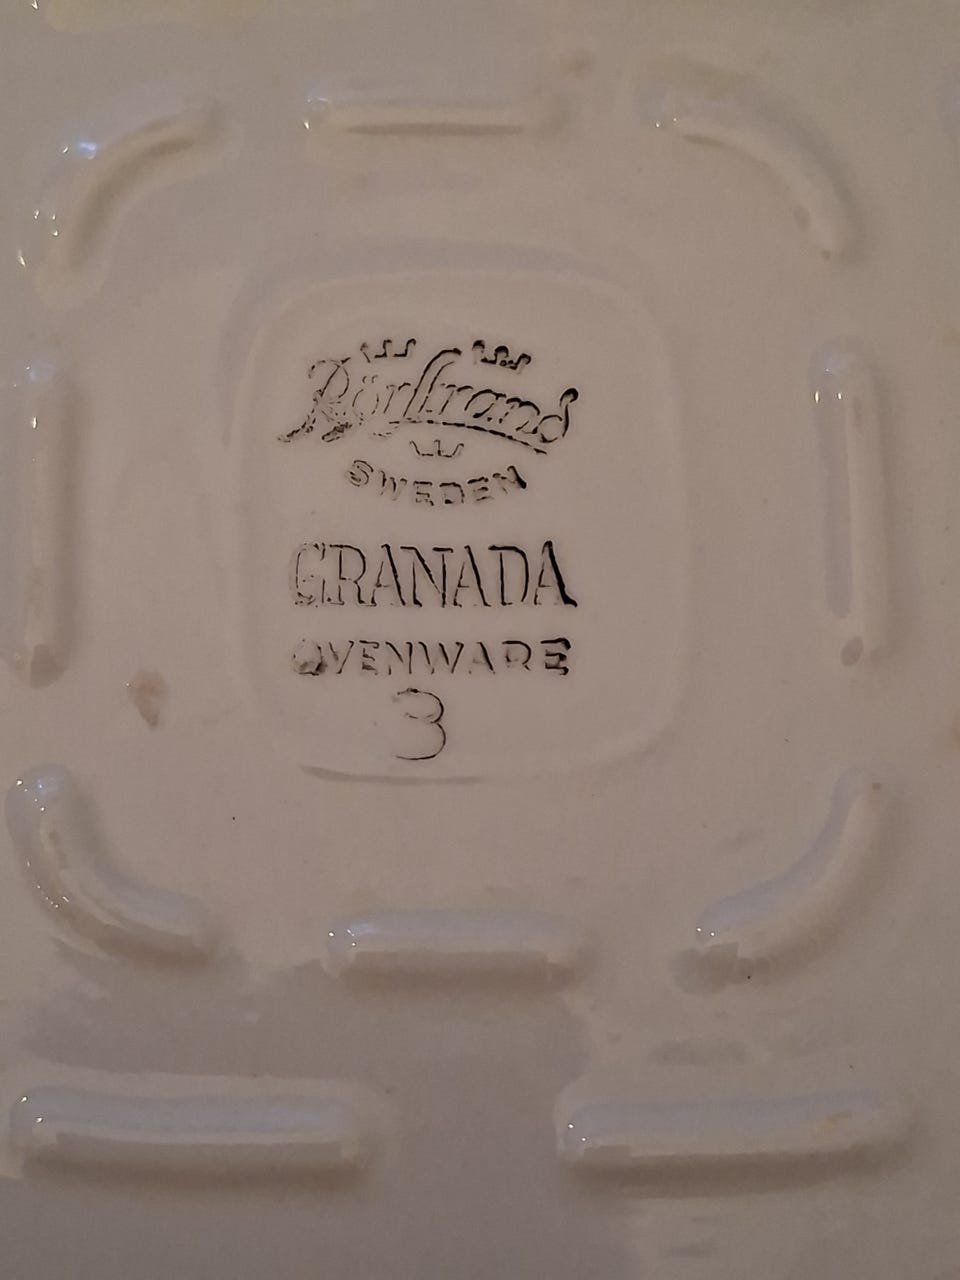 Rörstrand
SWEDEN
GRANADA
OVENWARE
3